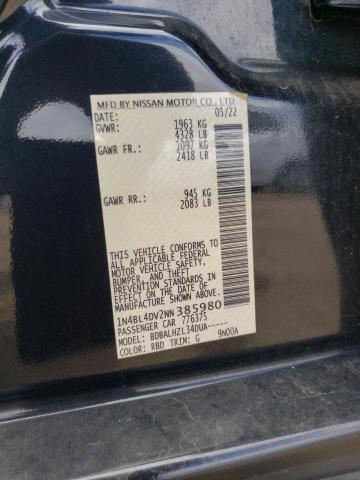 MFD BY NISSAN MOTOR CO., LTD
DATE: 05/22
GVWR: 1963 KG
4328 LB
GAWR FR.: 1097 KG
2418 LB
GAWR RR.: 945 KG
2083 LB
THIS VEHICLE CONFORMS TO
ALL APPLICABLE FEDERAL
MOTOR VEHICLE SAFETY,
BUMPER, AND THEFT
PREVENTION STANDARDS
IN EFFECT ON THE DATE OF
MANUFACTURE SHOWN ABOVE.
1N4BL4DV2NN385980
PASSENGER CAR 776375
MODEL: BDBALHZL34DUA-----
COLOR: RBD TRIM: G 9N00A